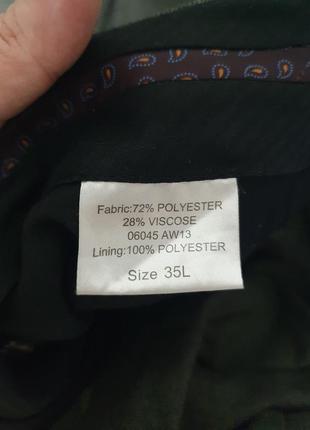 Fabric:72% POLYESTER
28% VISCOSE
06045 AW13
Lining:100% POLYESTER
Size 35L